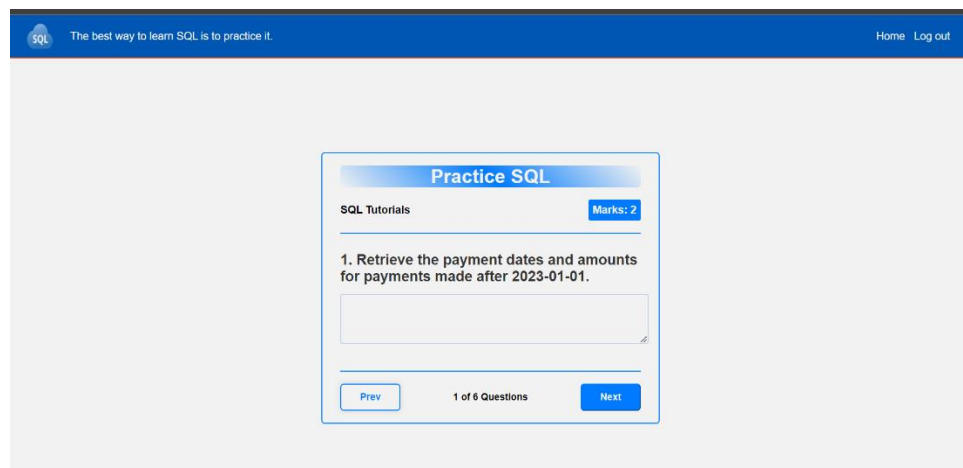 SQL
The best way to learn SQL is to practice it.
Home Log out
Practice SQL
SQL Tutorials
Marks: 2
1. Retrieve the payment dates and amounts
for payments made after 2023-01-01.
Prev
1 of 6 Questions
Next